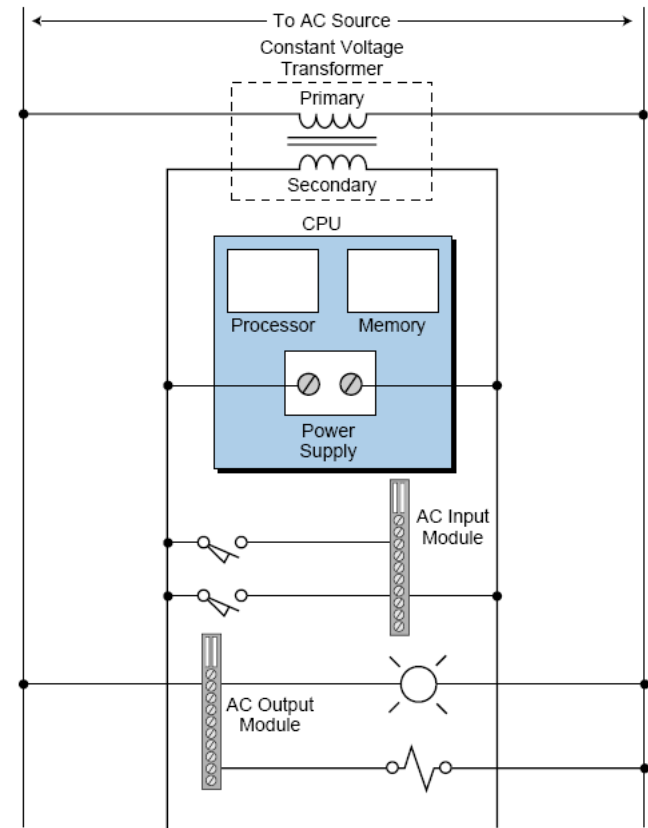 To AC Source
Constant Voltage
Transformer
Primary
Secondary
CPU
Processor
Memory
Power
Supply
AC Input
Module
AC Output
Module